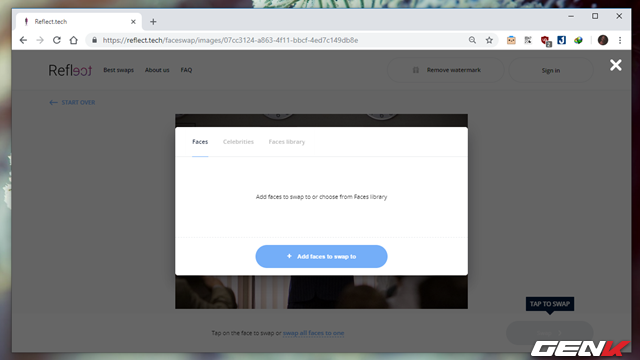 Reflect.tech
https://reflect.tech/faceswap/images/07cc3124-a863-4f11-bbcf-4ed7c149db8e
Reflect Best swaps About us FAQ Remove watermark Sign in
START OVER
Faces Celebrities Faces library
Add faces to swap to or choose from Faces library
+ Add faces to swap to
TAP TO SWAP
Tap on the face to swap or swap all faces to one
GENK